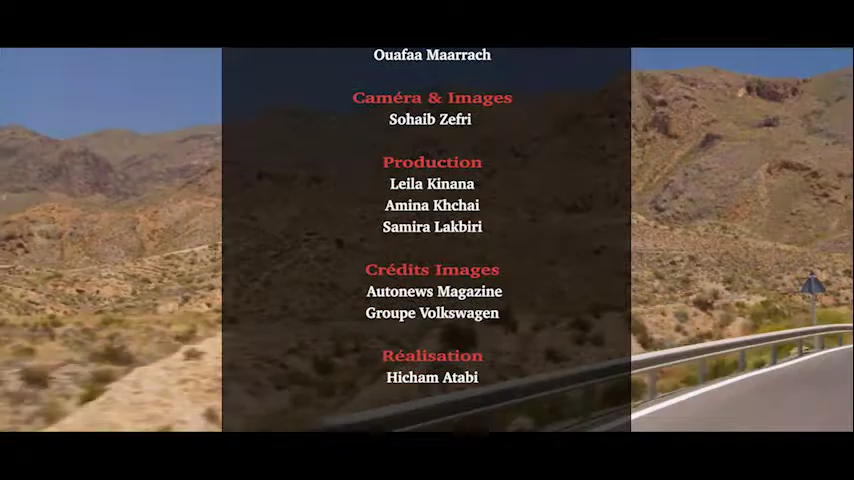 Ouafaa Maarrach
Caméra & Images
Sohaib Zefri
Production
Leila Kinana
Amina Khchai
Samira Lakbiri
Crédits Images
Autonews Magazine
Groupe Volkswagen
Réalisation
Hicham Atabi